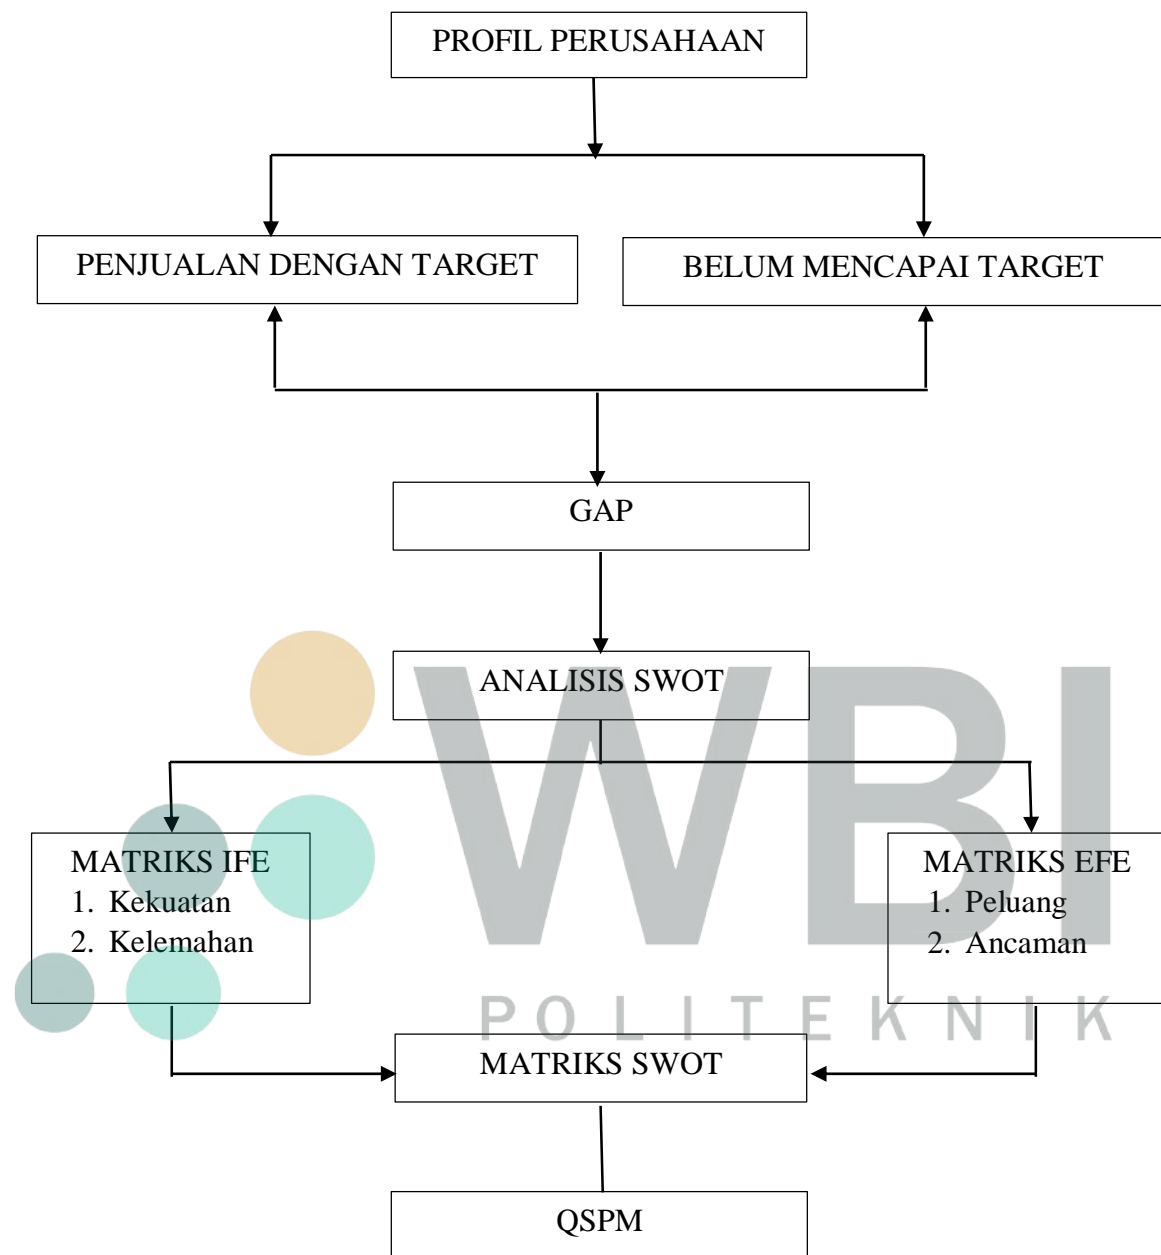 PROFIL PERUSAHAAN
PENJUALAN DENGAN TARGET
BELUM MENCAPAI TARGET
GAP
ANALISIS SWOT
WBI
POLITEKNIK
MATRIKS IFE
1. Kekuatan
2. Kelemahan
MATRIKS EFE
1. Peluang
2. Ancaman
MATRIKS SWOT
QSPM